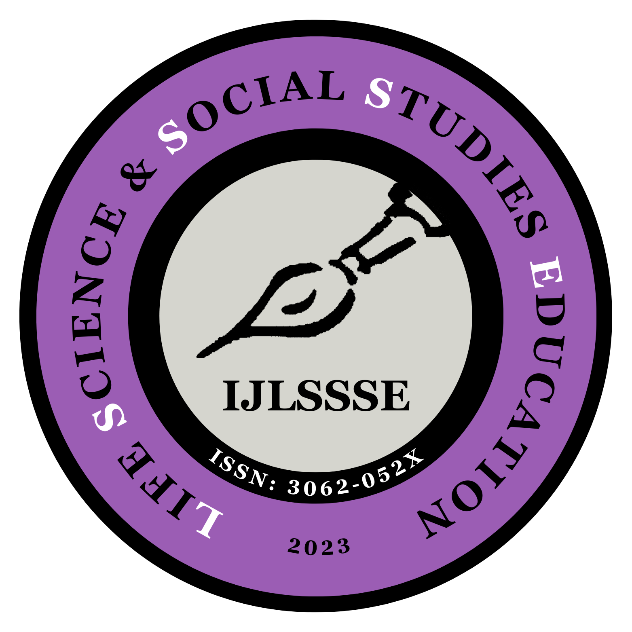 LIFE SCIENCE & SOCIAL STUDIES EDUCATION
IJLSSSE
ISSN: 3062-052X
2023